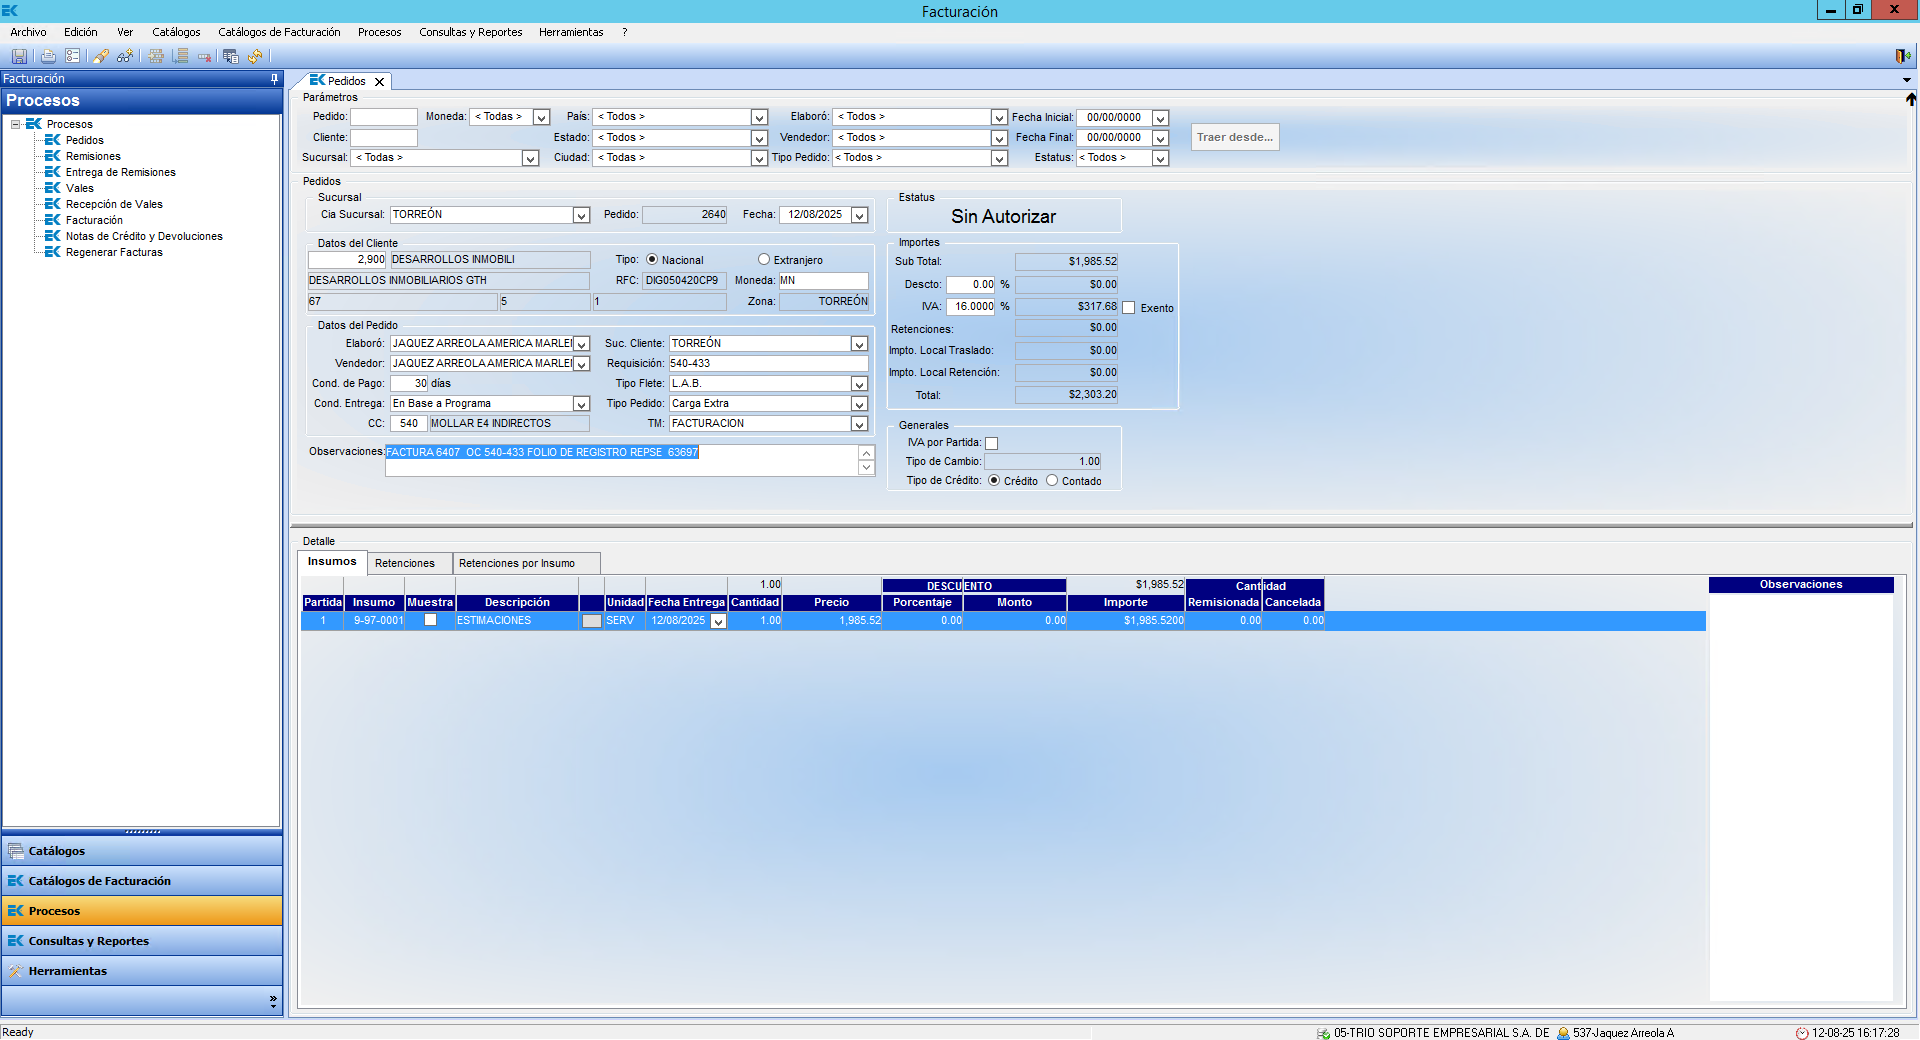 Facturación
Archivo Edición Ver Catálogos Catálogos de Facturación Procesos Consultas y Reportes Herramientas ?
Facturación
Procesos
Procesos
Pedidos
Remisiones
Entrega de Remisiones
Vales
Recepción de Vales
Facturación
Notas de Crédito y Devoluciones
Regenerar Facturas
Catálogos
Catálogos de Facturación
Procesos
Consultas y Reportes
Herramientas
Pedidos
Parámetros
Pedido: Moneda: < Todas > País: < Todos > Elaboró: < Todos > Fecha Inicial: 00/00/0000
Cliente: Estado: < Todos > Vendedor: < Todos > Fecha Final: 00/00/0000 Traer desde...
Sucursal: < Todas > Ciudad: < Todas > Tipo Pedido: < Todos > Estatus: < Todos >
Pedidos
Sucursal
Cia Sucursal: TORREÓN Pedido: 2640 Fecha: 12/08/2025
Datos del Cliente
2,900 DESARROLLOS INMOBILI Tipo: Nacional Extranjero
DESARROLLOS INMOBILIARIOS GTH RFC: DIG050420CP9 Moneda: MN
67 5 1 Zona: TORREÓN
Datos del Pedido
Elaboró: JAQUEZ ARREOLA AMERICA MARLEI Suc. Cliente: TORREÓN
Vendedor: JAQUEZ ARREOLA AMERICA MARLEI Requisición: 540-433
Cond. de Pago: 30 días Tipo Flete: L.A.B.
Cond. Entrega: En Base a Programa Tipo Pedido: Carga Extra
CC: 540 MOLLAR E4 INDIRECTOS TM: FACTURACION
Observaciones: FACTURA 6407 OC 540-433 FOLIO DE REGISTRO REPSE 63697
Estatus
Sin Autorizar
Importes
Sub Total: $1,985.52
Descto: 0.00 % $0.00
IVA: 16.0000 % $317.68 Exento
Retenciones: $0.00
Impto. Local Traslado: $0.00
Impto. Local Retención: $0.00
Total: $2,303.20
Generales
IVA por Partida:
Tipo de Cambio: 1.00
Tipo de Crédito: Crédito Contado
Detalle
Insumos Retenciones Retenciones por Insumo
1.00 DESCUENTO $1,985.52 Cantidad
Partida Insumo Muestra Descripción Unidad Fecha Entrega Cantidad Precio Porcentaje Monto Importe Remisionada Cancelada
1 9-97-0001 ESTIMACIONES SERV 12/08/2025 1.00 1,985.52 0.00 0.00 $1,985.5200 0.00 0.00
Observaciones
Ready 05-TRIO SOPORTE EMPRESARIAL S.A. DE 537-Jaquez Arreola A 12-08-25 16:17:28